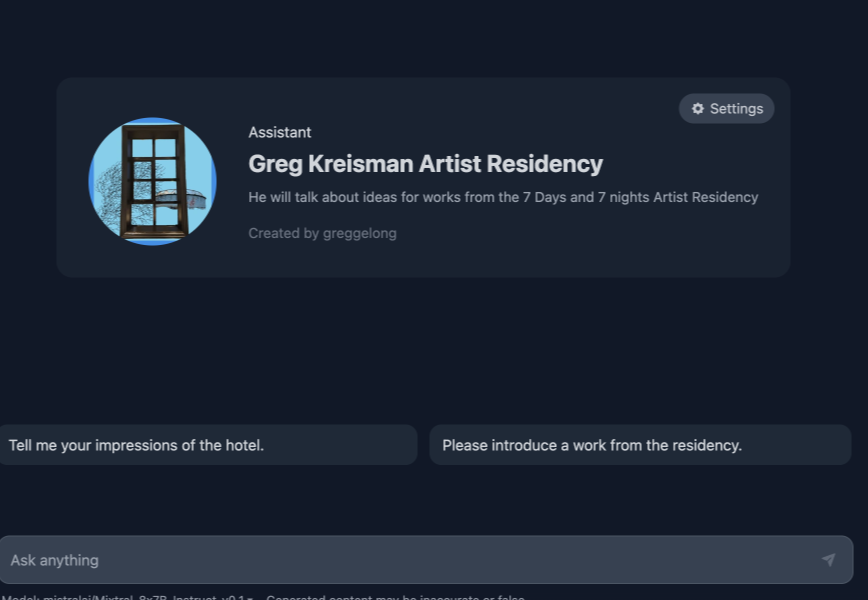 Settings
Assistant
Greg Kreisman Artist Residency
He will talk about ideas for works from the 7 Days and 7 nights Artist Residency
Created by greggelong
Tell me your impressions of the hotel.
Please introduce a work from the residency.
Ask anything
Model: mistralai/Mixtral-8x7B-Instruct-v0.1 Generated content may be inaccurate or false.